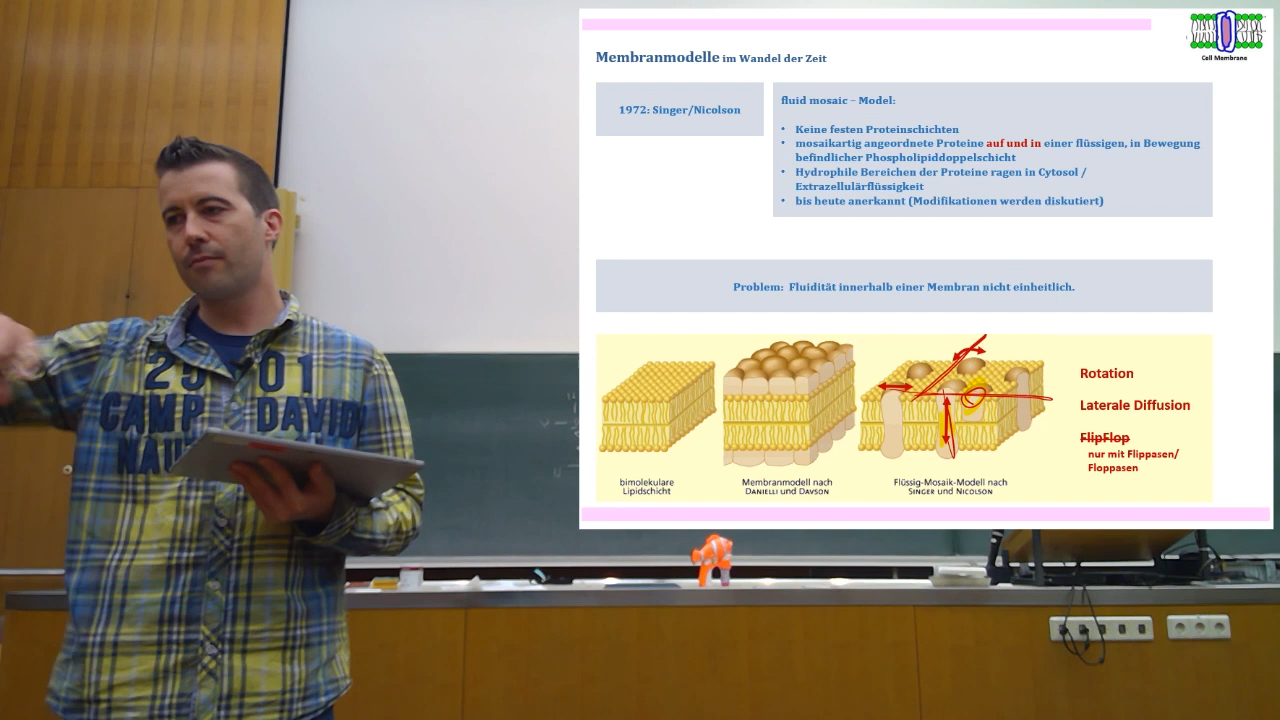 Cell Membrane
Membranmodelle im Wandel der Zeit
1972: Singer/Nicolson
fluid mosaic – Model:
• Keine festen Proteinschichten
• mosaikartig angeordnete Proteine auf und in einer flüssigen, in Bewegung
befindlicher Phospholipiddoppelschicht
• Hydrophile Bereichen der Proteine ragen in Cytosol /
Extrazellulärflüssigkeit
• bis heute anerkannt (Modifikationen werden diskutiert)
Problem: Fluidität innerhalb einer Membran nicht einheitlich.
Rotation
Laterale Diffusion
FlipFlop
nur mit Flippasen/
Floppasen
bimolekulare
Lipidschicht
Membranmodell nach
DANIELLI und DAVSON
Flüssig-Mosaik-Modell nach
SINGER und NICOLSON
CAMP DAVID